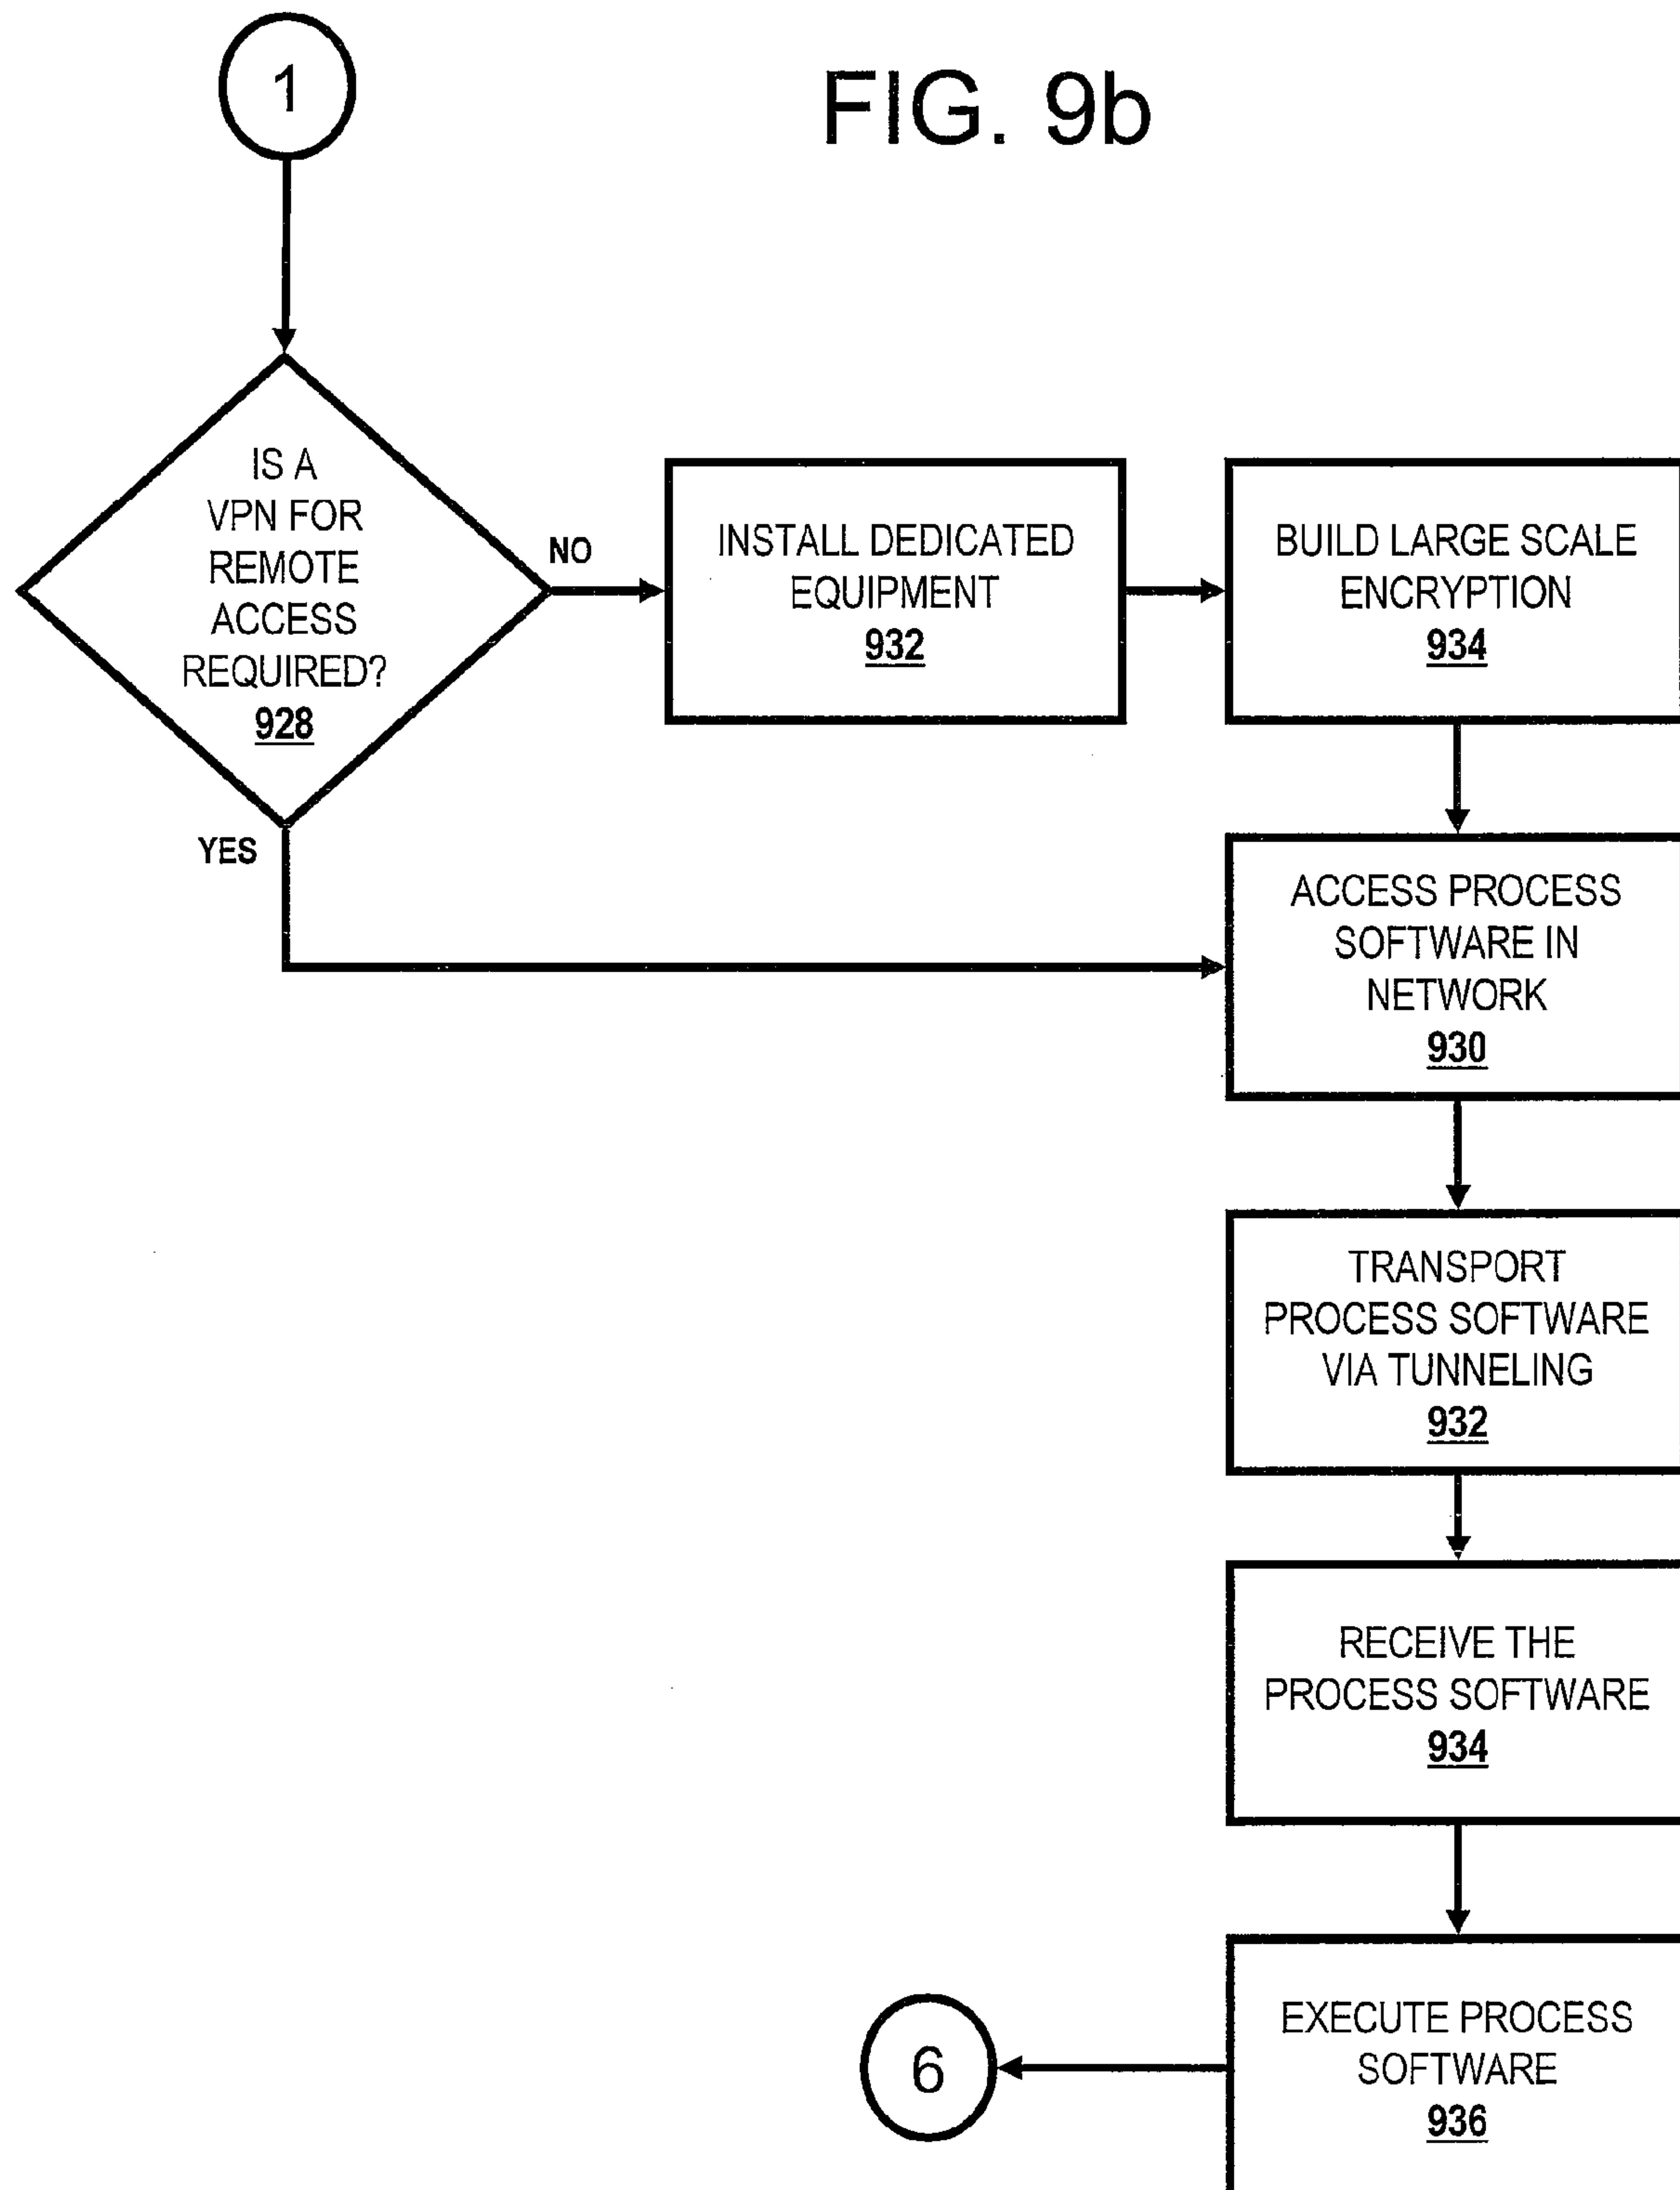 1
FIG. 9b
IS A
VPN FOR
REMOTE
ACCESS
REQUIRED?
928
NO
INSTALL DEDICATED
EQUIPMENT
932
BUILD LARGE SCALE
ENCRYPTION
934
YES
ACCESS PROCESS
SOFTWARE IN
NETWORK
930
TRANSPORT
PROCESS SOFTWARE
VIA TUNNELING
932
RECEIVE THE
PROCESS SOFTWARE
934
EXECUTE PROCESS
SOFTWARE
936
6